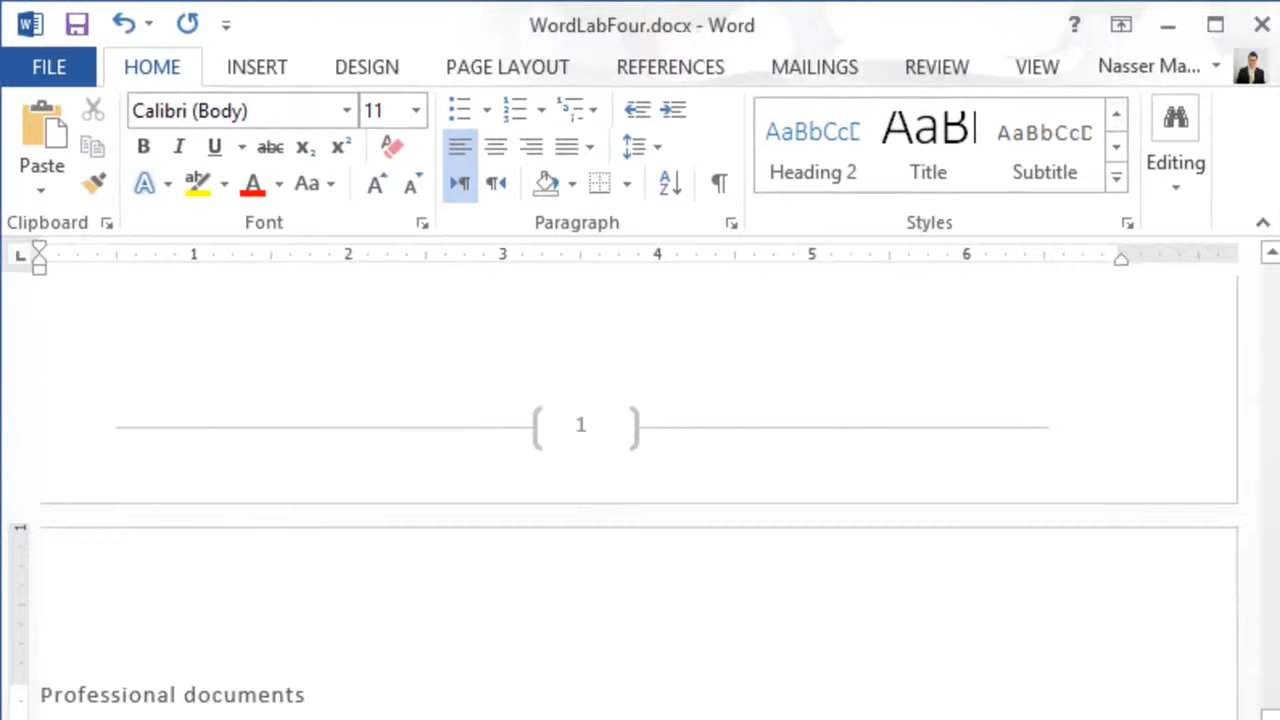 WordLabFour.docx - Word
FILE HOME INSERT DESIGN PAGE LAYOUT REFERENCES MAILINGS REVIEW VIEW Nasser Ma...
Calibri (Body) 11
Paste
B I U abc X₂ X²
A ab A Aa A A
A Z
AaBbCcD AaBl AaBbCcD
Heading 2 Title Subtitle
Editing
Clipboard Font Paragraph Styles
L 1 2 3 4 5 6
1
1
Professional documents